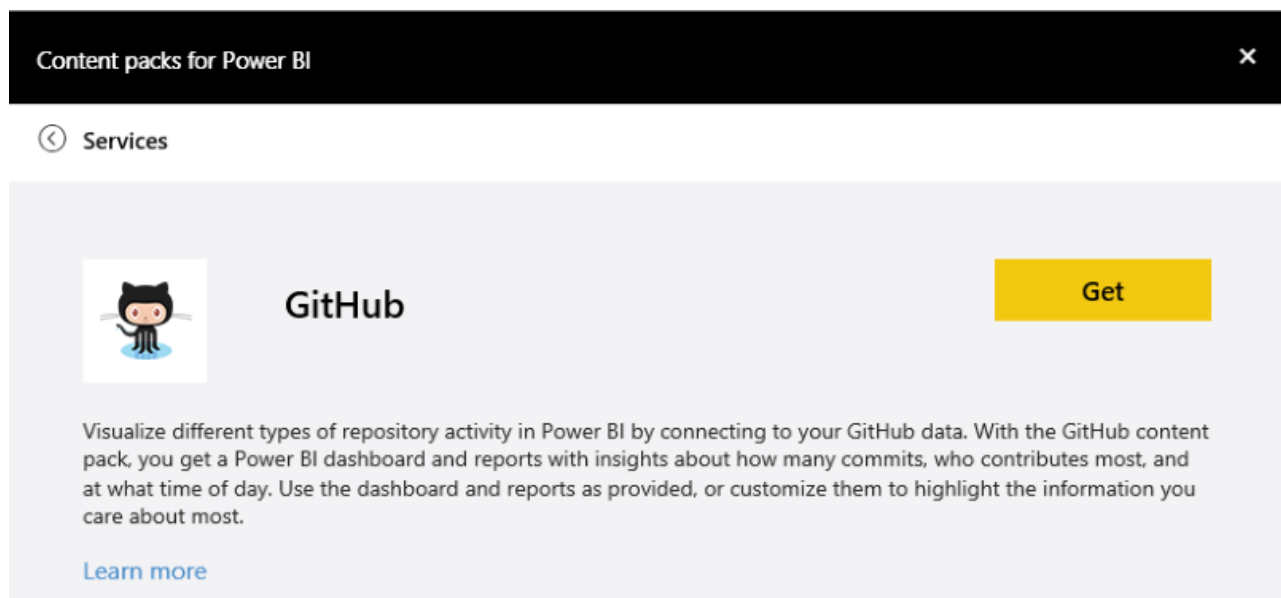 Content packs for Power BI
Services
GitHub
Get
Visualize different types of repository activity in Power BI by connecting to your GitHub data. With the GitHub content
pack, you get a Power BI dashboard and reports with insights about how many commits, who contributes most, and
at what time of day. Use the dashboard and reports as provided, or customize them to highlight the information you
care about most.
Learn more